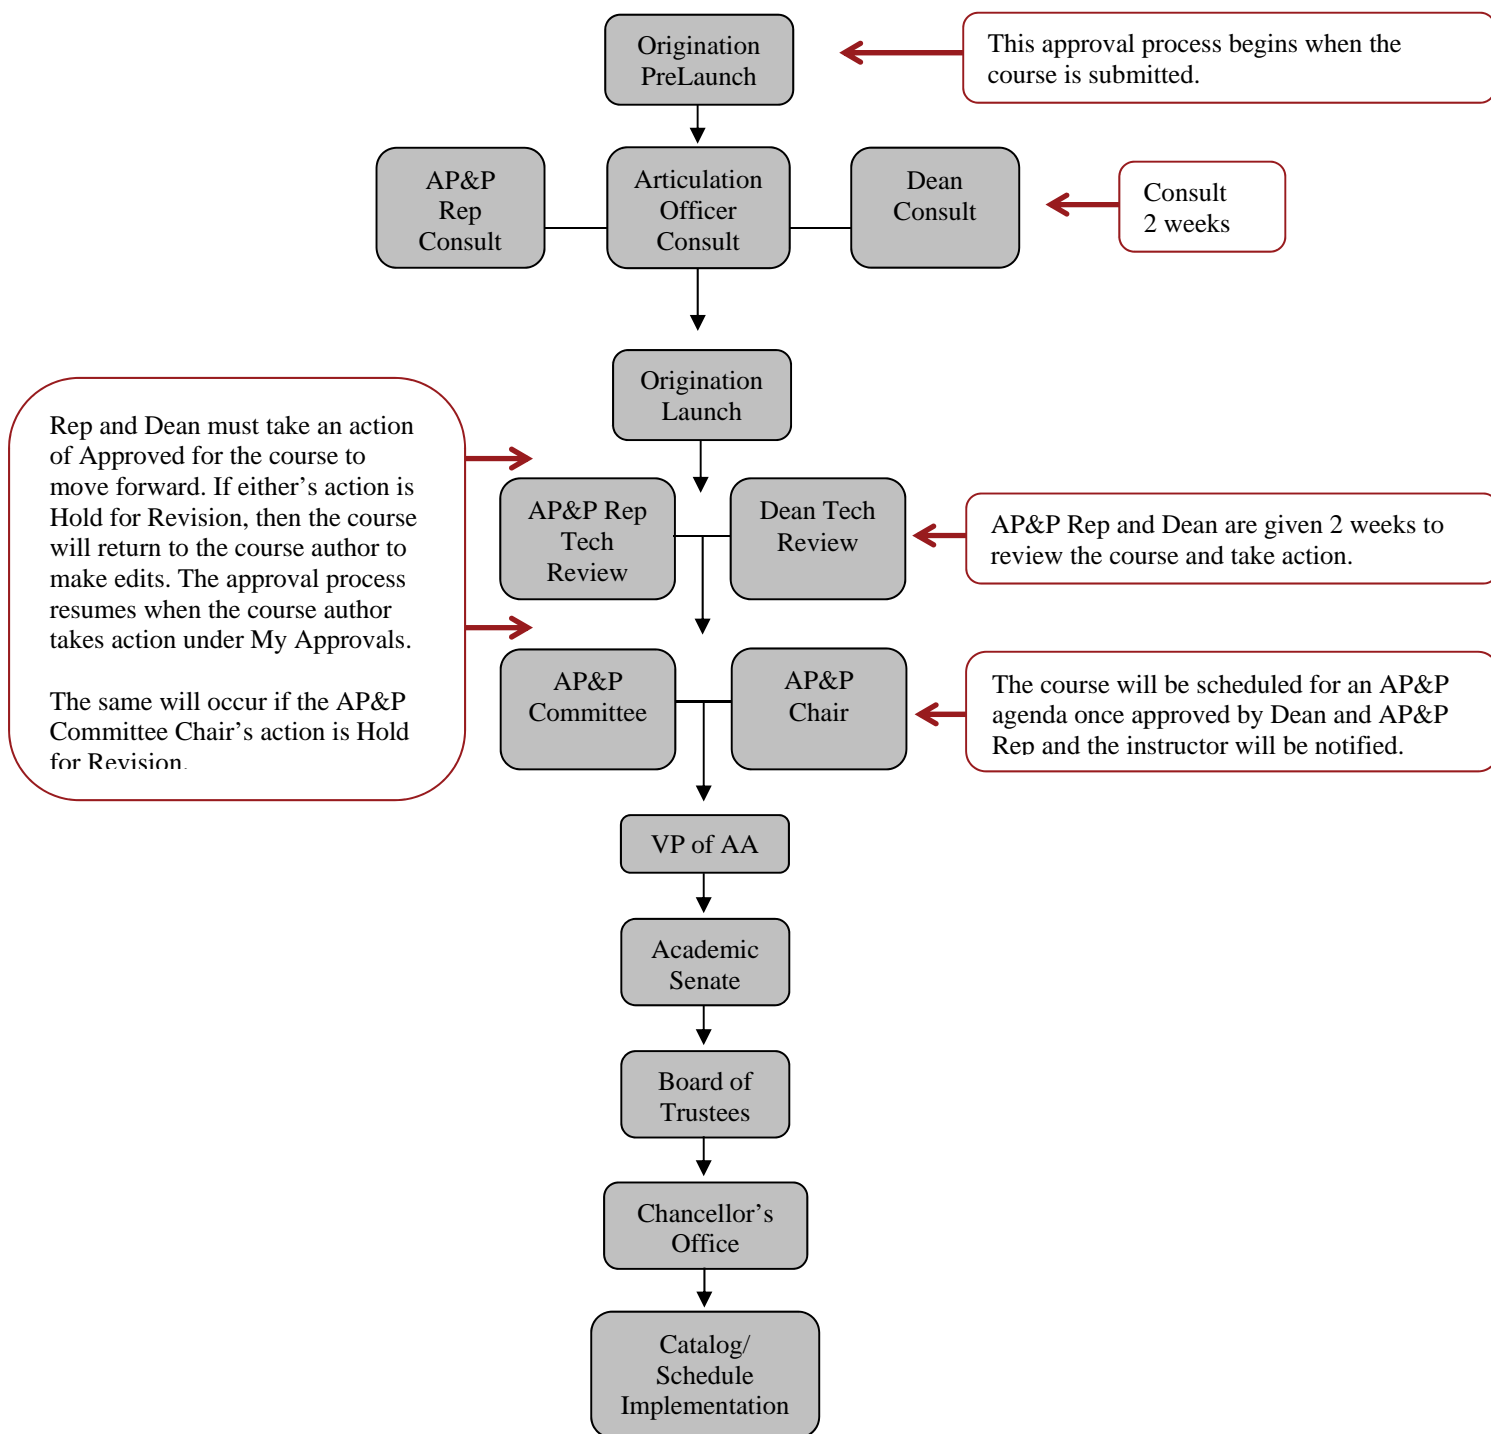 Origination
PreLaunch
This approval process begins when the
course is submitted.
AP&P
Rep
Consult
Articulation
Officer
Consult
Dean
Consult
Consult
2 weeks
Origination
Launch
Rep and Dean must take an action
of Approved for the course to
move forward. If either’s action is
Hold for Revision, then the course
will return to the course author to
make edits. The approval process
resumes when the course author
takes action under My Approvals.
The same will occur if the AP&P
Committee Chair’s action is Hold
for Revision.
AP&P Rep
Tech
Review
Dean Tech
Review
AP&P Rep and Dean are given 2 weeks to
review the course and take action.
AP&P
Committee
AP&P
Chair
The course will be scheduled for an AP&P
agenda once approved by Dean and AP&P
Rep and the instructor will be notified.
VP of AA
Academic
Senate
Board of
Trustees
Chancellor’s
Office
Catalog/
Schedule
Implementation